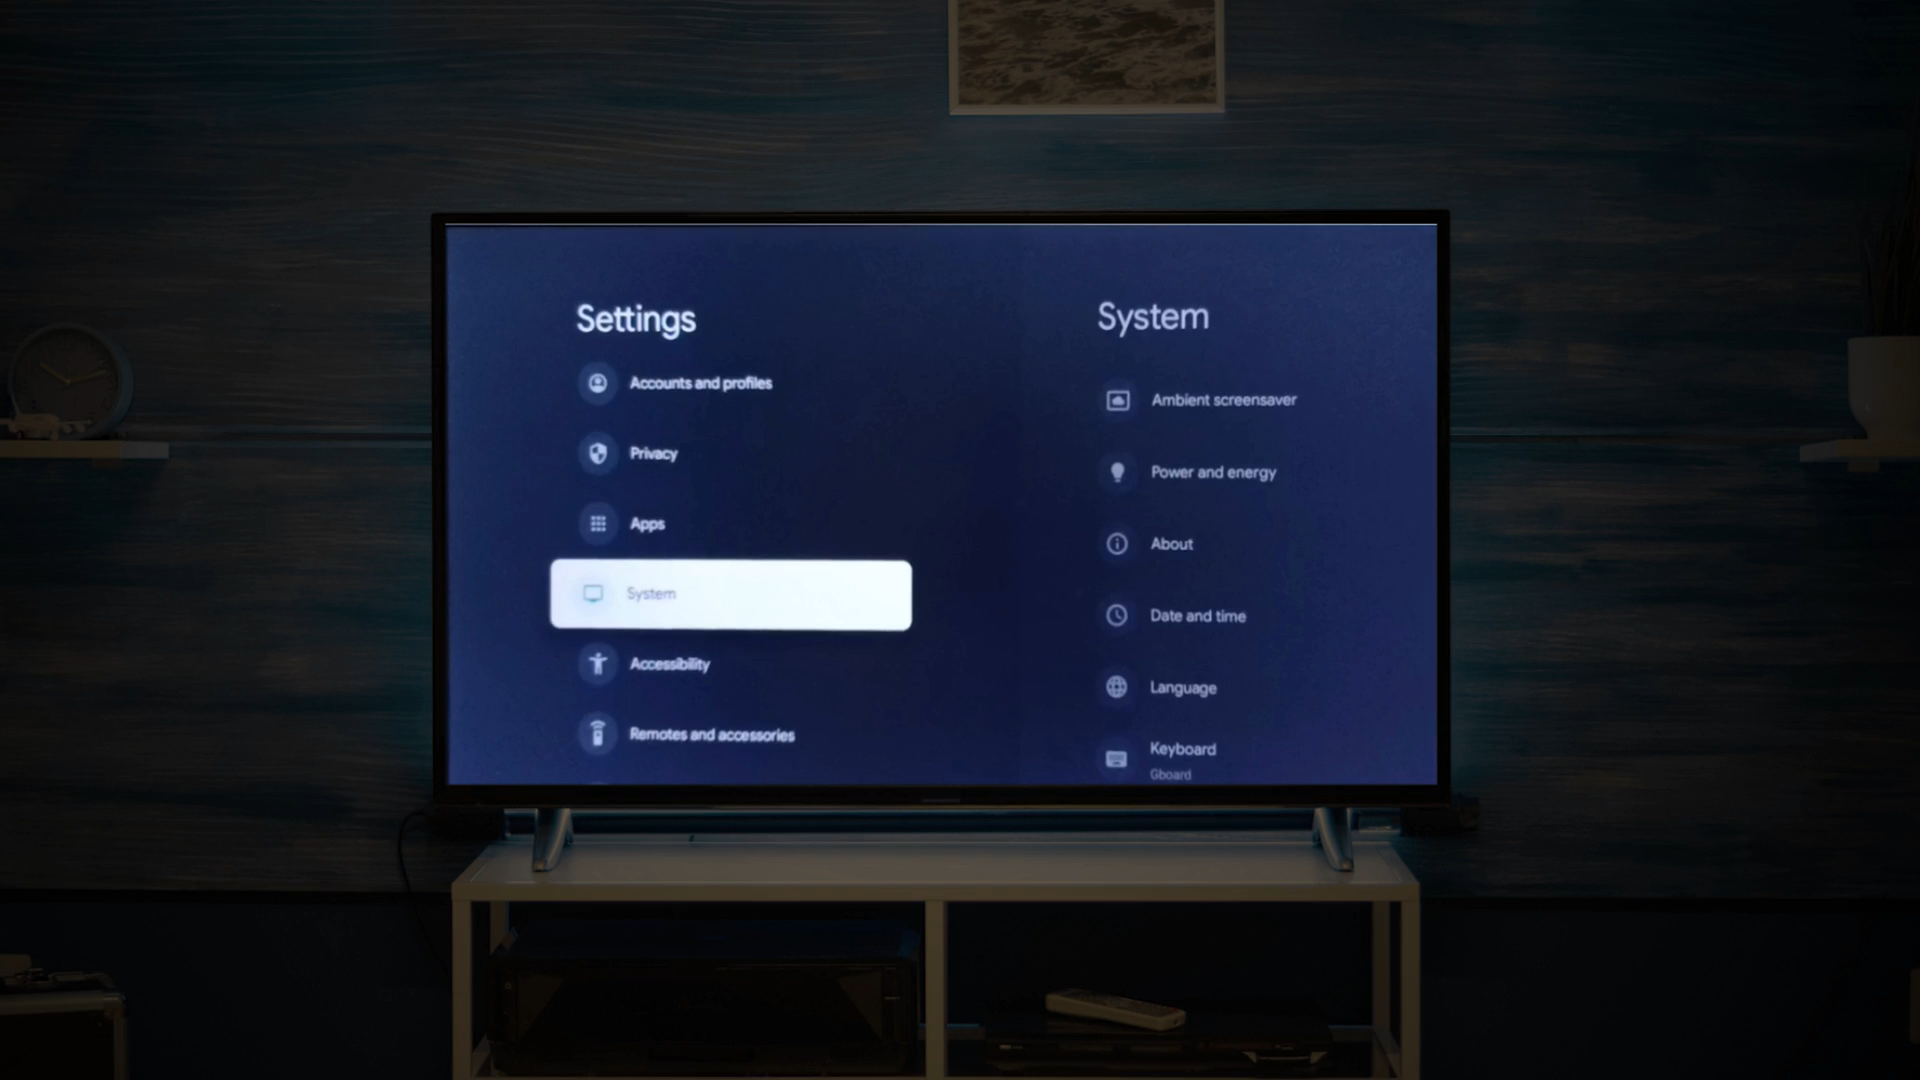 Settings
Accounts and profiles
Privacy
Apps
System
Accessibility
Remotes and accessories
System
Ambient screensaver
Power and energy
About
Date and time
Language
Keyboard
Gboard